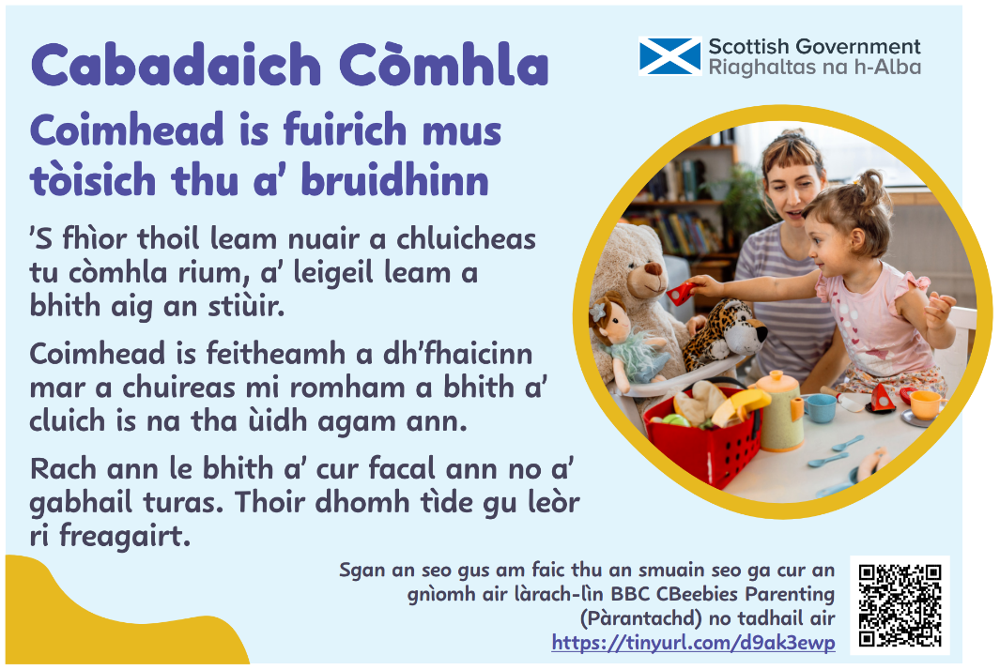 Cabadaich Còmhla
Scottish Government
Riaghaltas na h-Alba
Coimhead is fuirich mus
tòisich thu a’ bruidhinn
’S fhìor thoil leam nuair a chluicheas
tu còmhla rium, a’ leigeil leam a
bhith aig an stiùir.
Coimhead is feitheamh a dh’fhaicinn
mar a chuireas mi romham a bhith a’
cluich is na tha ùidh agam ann.
Rach ann le bhith a’ cur facal ann no a’
gabhail turas. Thoir dhomh tìde gu leòr
ri freagairt.
Sgan an seo gus am faic thu an smuain seo ga cur an
gnìomh air làrach-lìn BBC CBeebies Parenting
(Pàrantachd) no tadhail air
https://tinyurl.com/d9ak3ewp